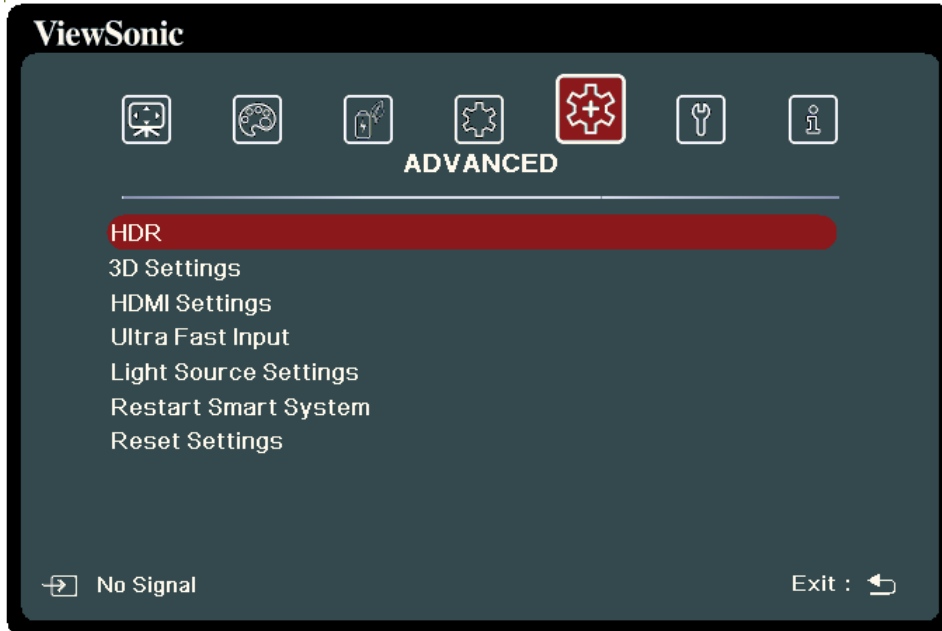 ViewSonic
ADVANCED
HDR
3D Settings
HDMI Settings
Ultra Fast Input
Light Source Settings
Restart Smart System
Reset Settings
No Signal
Exit :